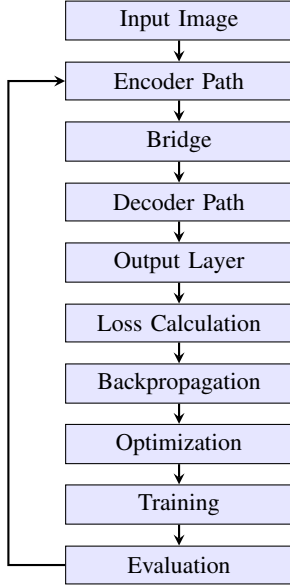 Input Image
Encoder Path
Bridge
Decoder Path
Output Layer
Loss Calculation
Backpropagation
Optimization
Training
Evaluation